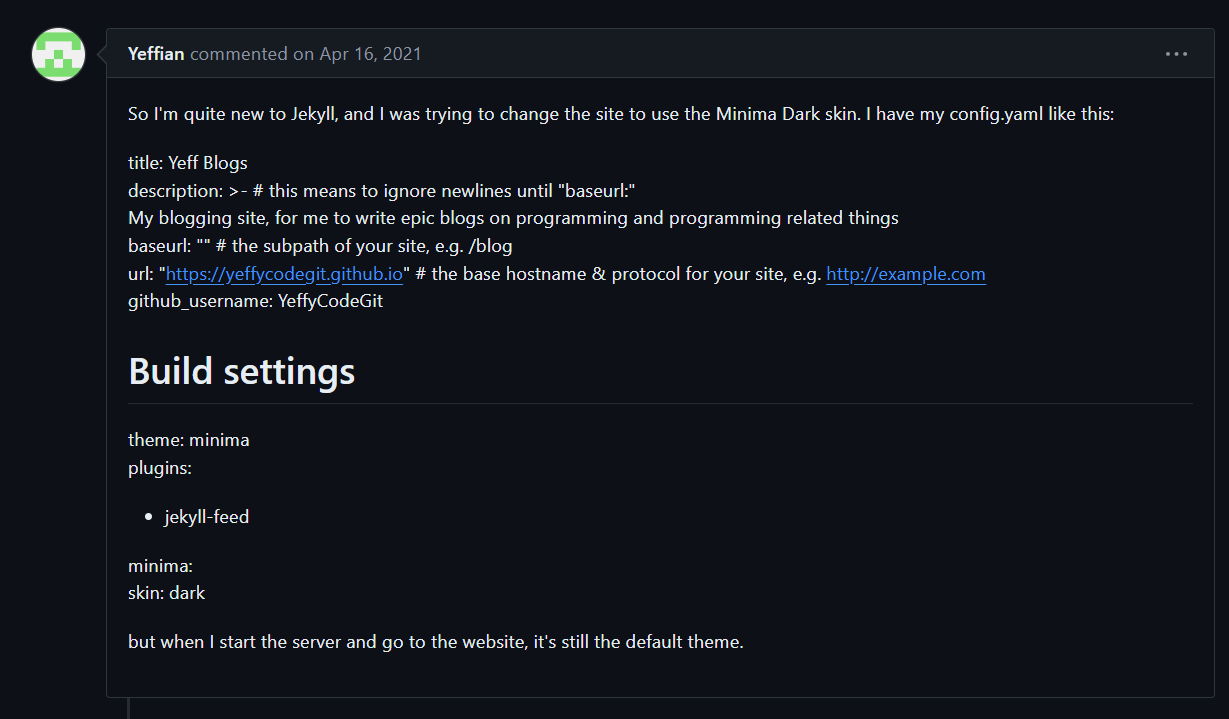 Yeffian commented on Apr 16, 2021
So I'm quite new to Jekyll, and I was trying to change the site to use the Minima Dark skin. I have my config.yaml like this:
title: Yeff Blogs
description: >- # this means to ignore newlines until "baseurl:"
My blogging site, for me to write epic blogs on programming and programming related things
baseurl: "" # the subpath of your site, e.g. /blog
url: "https://yeffycodegit.github.io" # the base hostname & protocol for your site, e.g. http://example.com
github_username: YeffyCodeGit
Build settings
theme: minima
plugins:
• jekyll-feed
minima:
skin: dark
but when I start the server and go to the website, it's still the default theme.